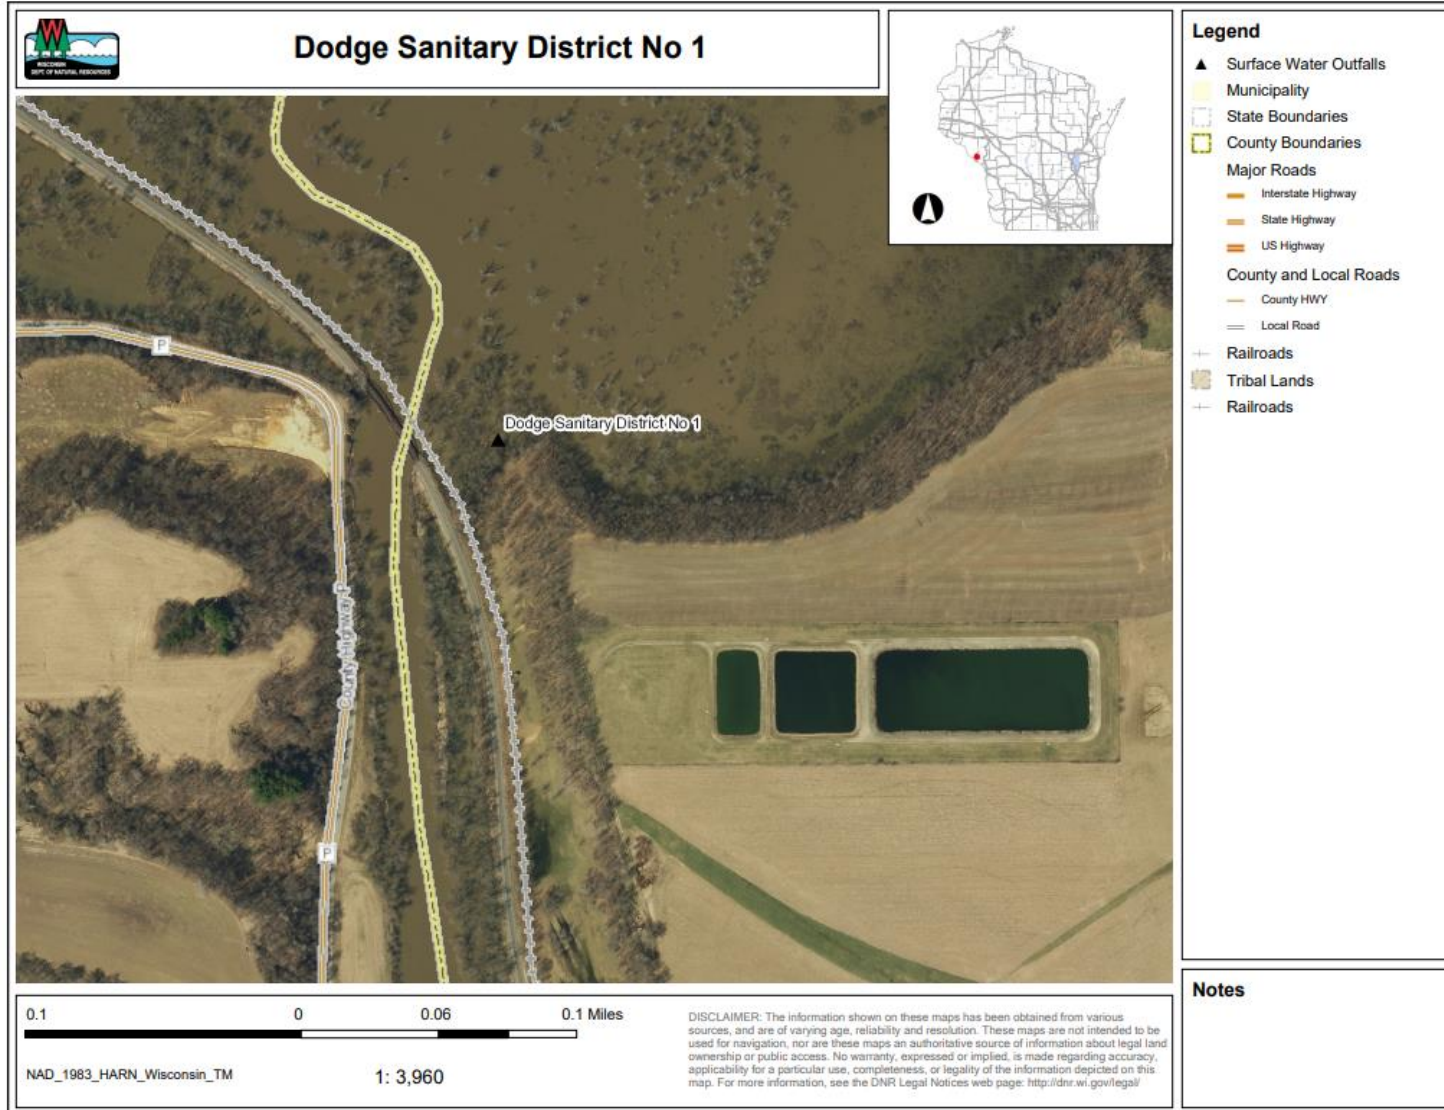 WISCONSIN
DEPT. OF NATURAL RESOURCES
Dodge Sanitary District No 1
P
Dodge Sanitary District No 1
County Highway P
P
Legend
Surface Water Outfalls
Municipality
State Boundaries
County Boundaries
Major Roads
Interstate Highway
State Highway
US Highway
County and Local Roads
County HWY
Local Road
Railroads
Tribal Lands
Railroads
0.1 0 0.06 0.1 Miles
NAD_1983_HARN_Wisconsin_TM
1: 3,960
DISCLAIMER: The information shown on these maps has been obtained from various
sources, and are of varying age, reliability and resolution. These maps are not intended to be
used for navigation, nor are these maps an authoritative source of information about legal land
ownership or public access. No warranty, expressed or implied, is made regarding accuracy,
applicability for a particular use, completeness, or legality of the information depicted on this
map. For more information, see the DNR Legal Notices web page: http://dnr.wi.gov/legal/
Notes